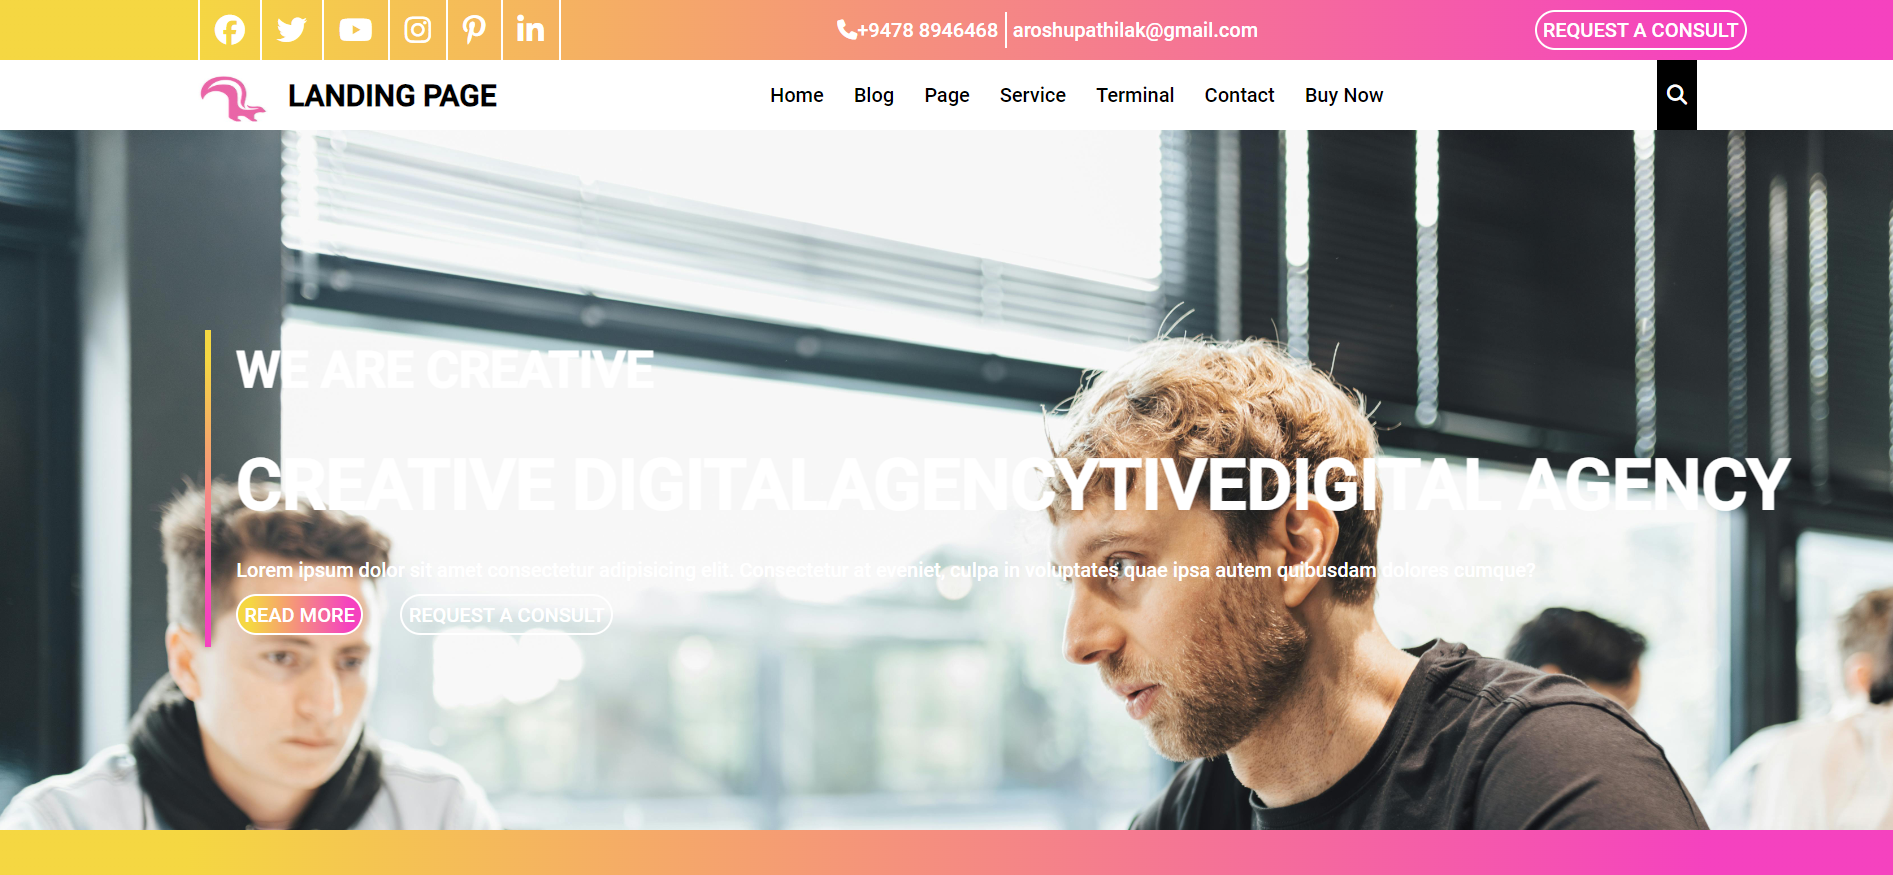 +9478 8946468 aroshupathilak@gmail.com REQUEST A CONSULT
LANDING PAGE Home Blog Page Service Terminal Contact Buy Now
WE ARE CREATIVE
CREATIVE DIGITALAGENCYTIVEDIGITAL AGENCY
Lorem ipsum dolor sit amet consectetur adipisicing elit. Consectetur at eveniet, culpa in voluptates quae ipsa autem quibusdam dolores cumque?
READ MORE REQUEST A CONSULT